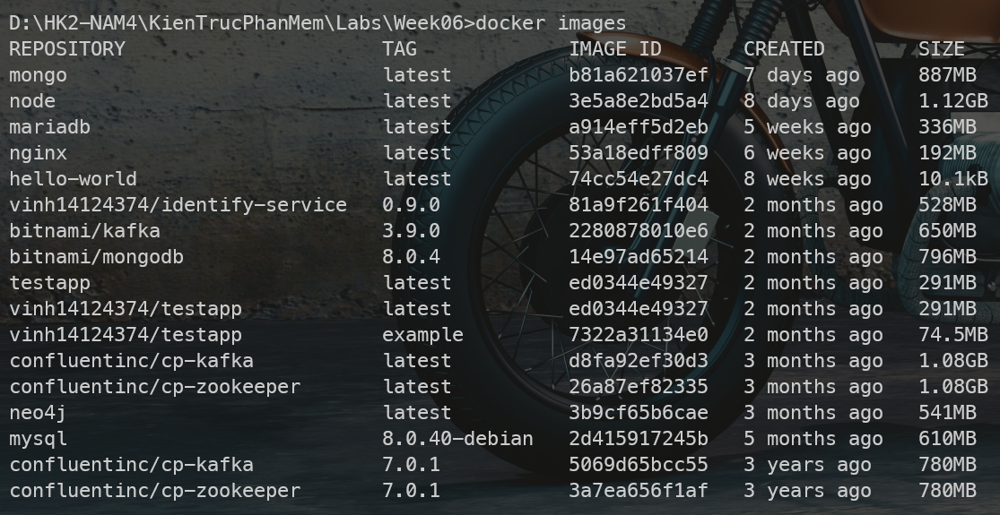 D:\HK2-NAM4\KienTrucPhanMem\Labs\Week06>docker images
REPOSITORY TAG IMAGE ID CREATED SIZE
mongo latest b81a621037ef 7 days ago 887MB
node latest 3e5a8e2bd5a4 8 days ago 1.12GB
mariadb latest a914eff5d2eb 5 weeks ago 336MB
nginx latest 53a18edff809 6 weeks ago 192MB
hello-world latest 74cc54e27dc4 8 weeks ago 10.1kB
vinh14124374/identify-service 0.9.0 81a9f261f404 2 months ago 528MB
bitnami/kafka 3.9.0 2280878010e6 2 months ago 650MB
bitnami/mongodb 8.0.4 14e97ad65214 2 months ago 796MB
testapp latest ed0344e49327 2 months ago 291MB
vinh14124374/testapp latest ed0344e49327 2 months ago 291MB
vinh14124374/testapp example 7322a31134e0 2 months ago 74.5MB
confluentinc/cp-kafka latest d8fa92ef30d3 3 months ago 1.08GB
confluentinc/cp-zookeeper latest 26a87ef82335 3 months ago 1.08GB
neo4j latest 3b9cf65b6cae 3 months ago 541MB
mysql 8.0.40-debian 2d415917245b 5 months ago 610MB
confluentinc/cp-kafka 7.0.1 5069d65bcc55 3 years ago 780MB
confluentinc/cp-zookeeper 7.0.1 3a7ea656f1af 3 years ago 780MB